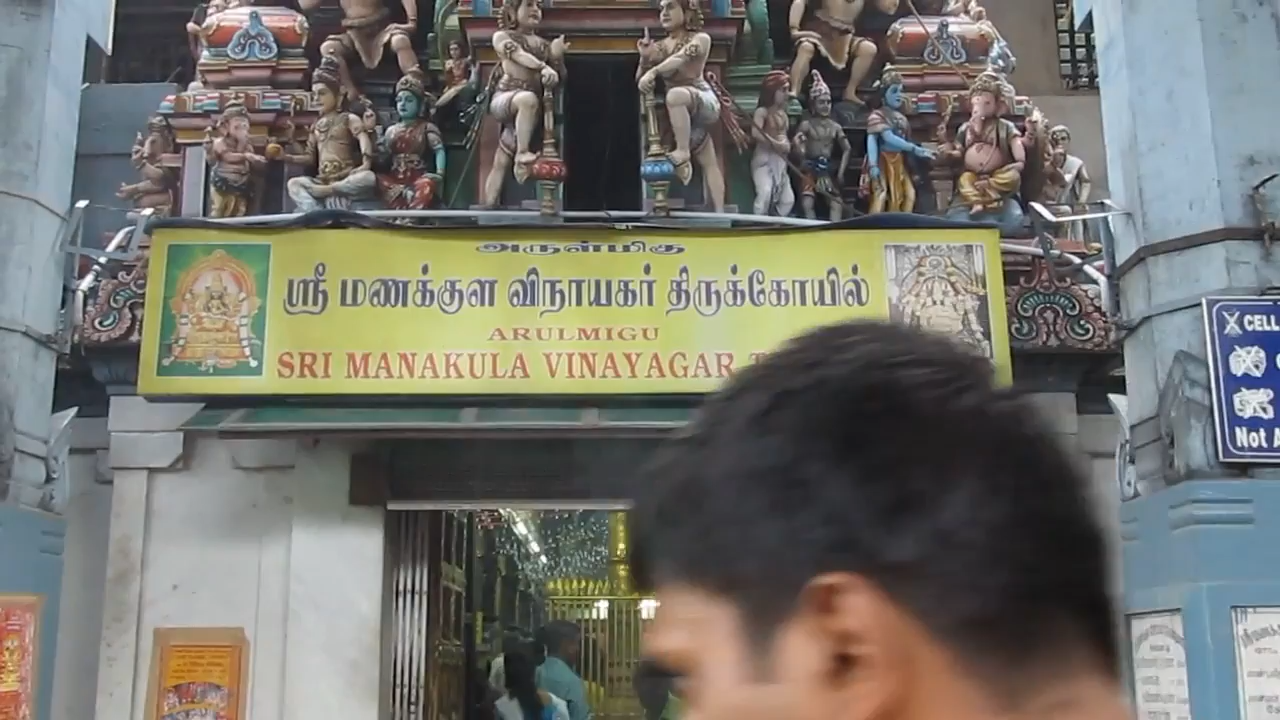 அருள்மிகு
ஸ்ரீ மணக்குள விநாயகர் திருக்கோயில்
ARULMIGU
SRI MANAKULA VINAYAGAR
CELL
Not